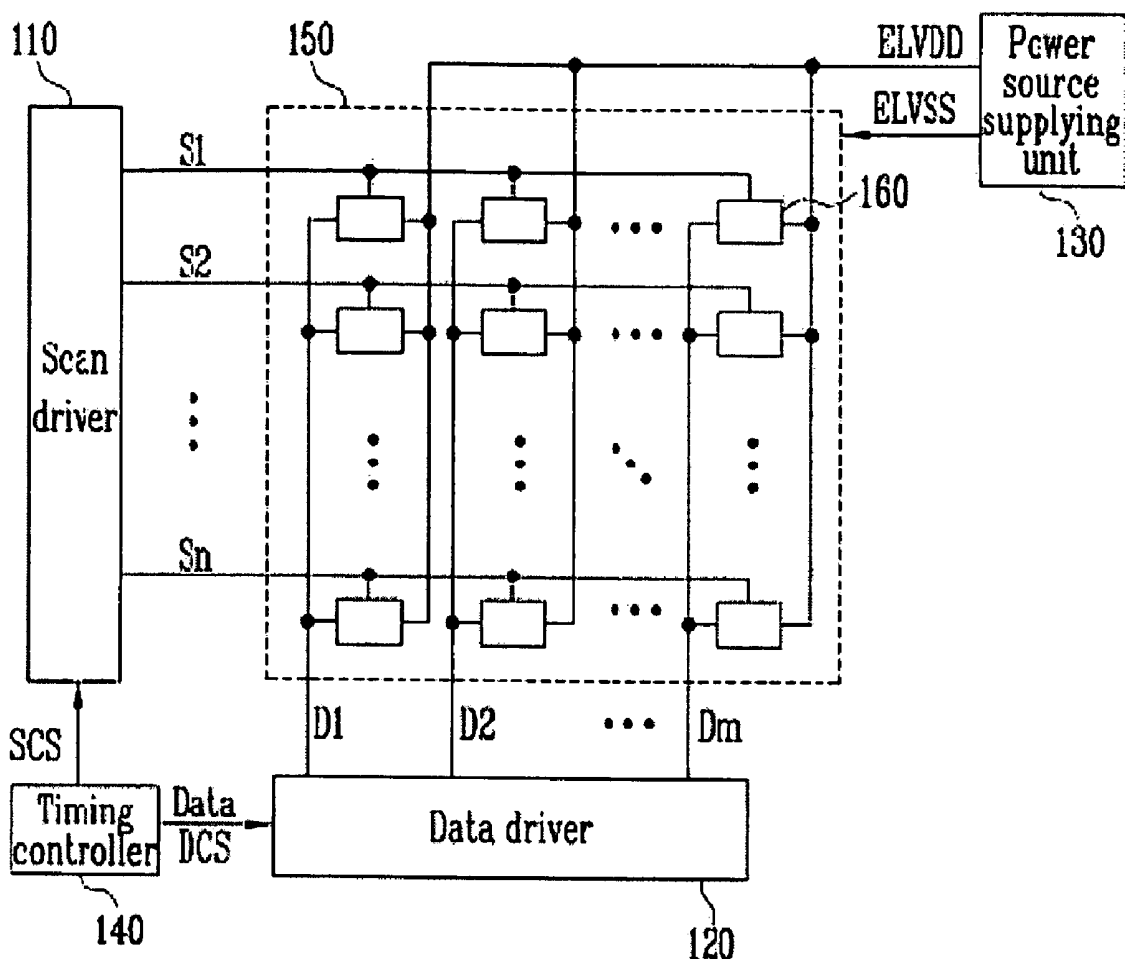 110
150
ELVDD
Power
source
supplying
unit
ELVSS
130
S1
160
S2
Scan
driver
Sn
SCS
D1
D2
Dm
Timing
controller
Data
DCS
Data driver
140
120